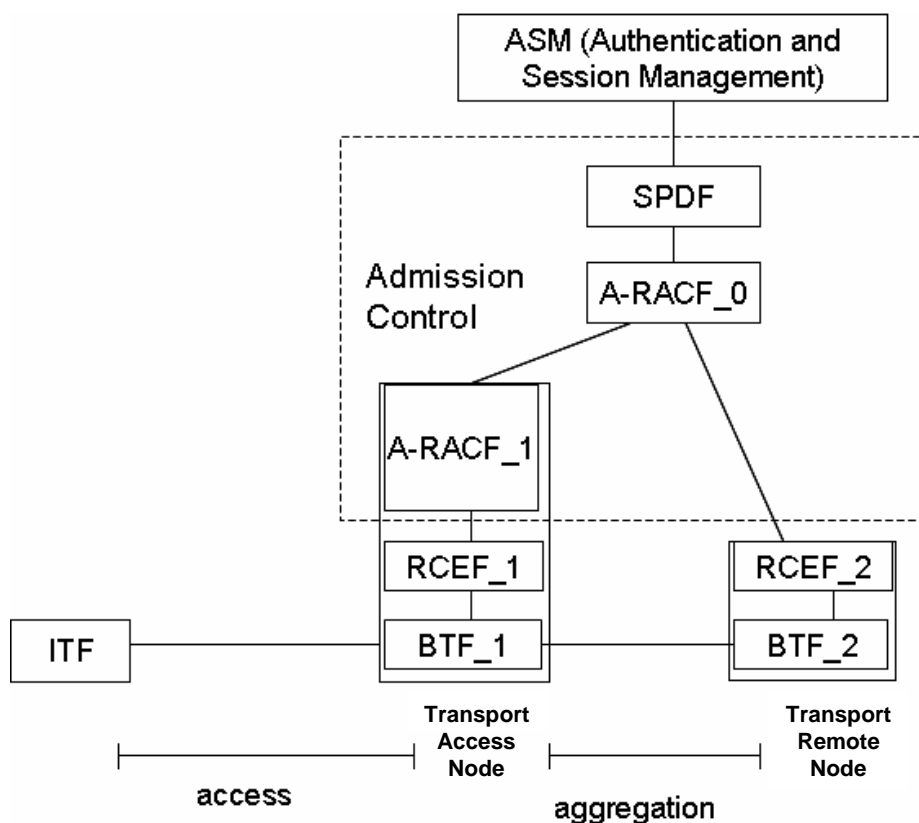 ASM (Authentication and
Session Management)
SPDF
Admission
Control
A-RACF_0
A-RACF_1
RCEF_1
RCEF_2
ITF
BTF_1
BTF_2
Transport
Access
Node
Transport
Remote
Node
access
aggregation